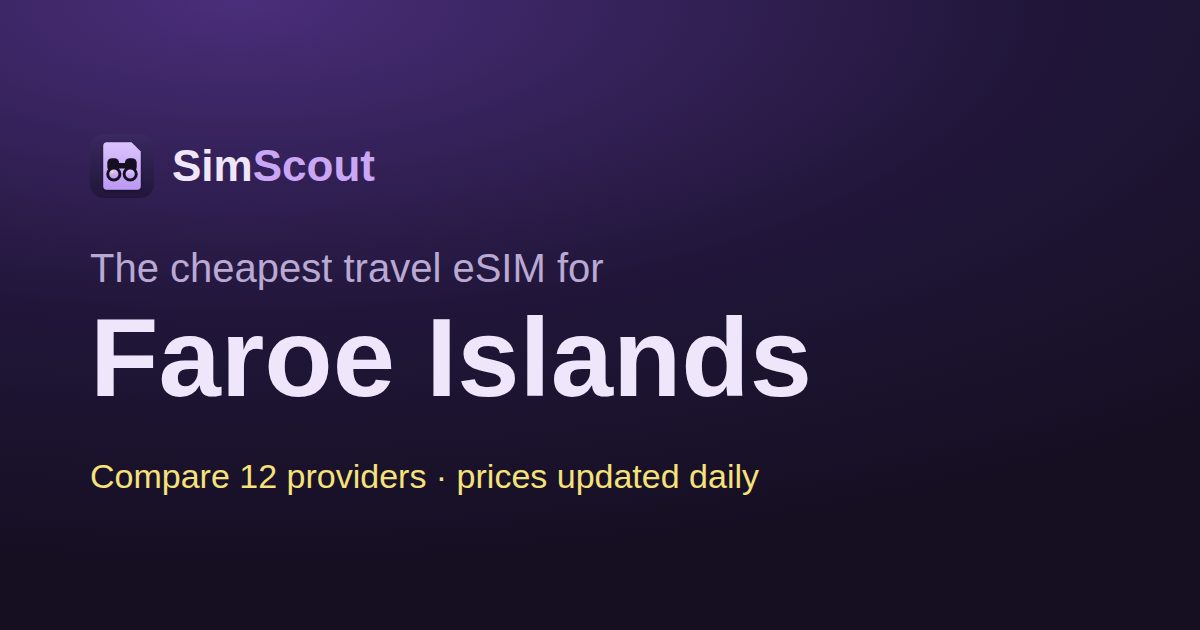 SimScout
The cheapest travel eSIM for
Faroe Islands
Compare 12 providers · prices updated daily